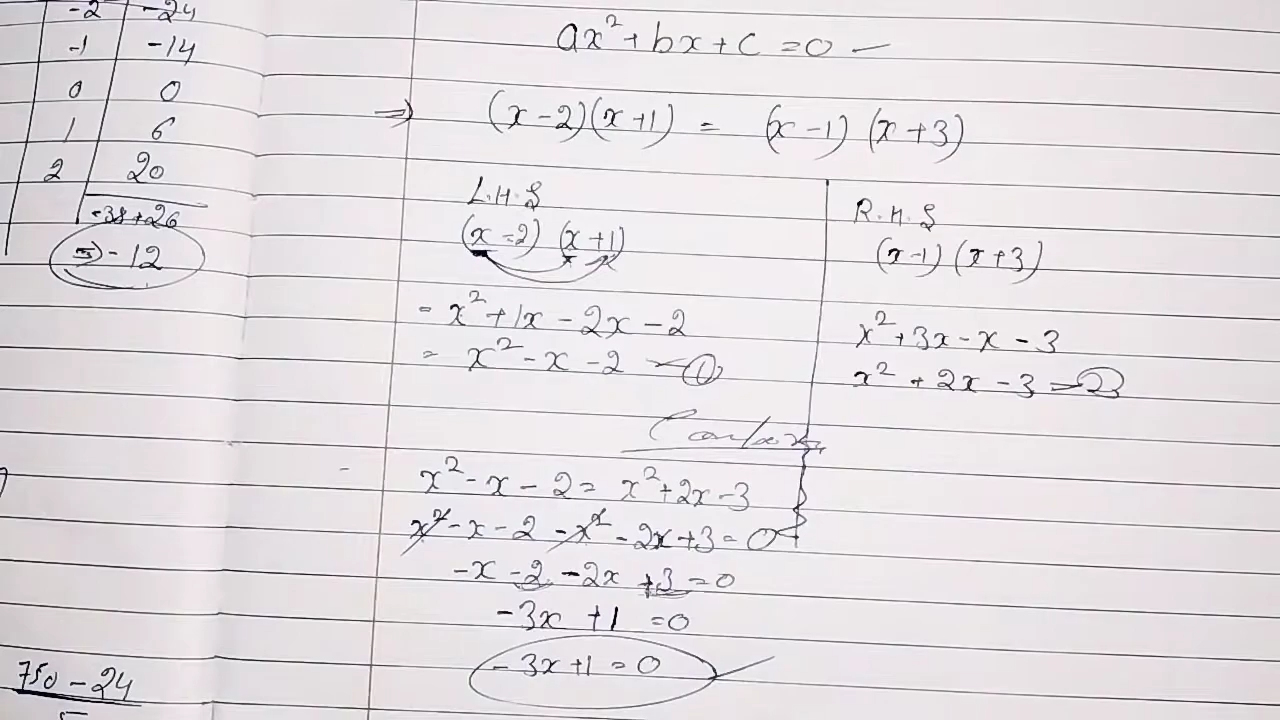 -2 -24
-1 -14
0 0
1 6
2 20
-38+26
⇒ -12
750 - 24
ax² + bx + c = 0
⇒ (x - 2)(x + 1) = (x - 1)(x + 3)
L.H.S
(x - 2) (x + 1)
= x² + 1x - 2x - 2
= x² - x - 2 — ①
R.H.S
(x - 1) (x + 3)
x² + 3x - x - 3
x² + 2x - 3 — ②
x² - x - 2 = x² + 2x - 3
x² - x - 2 - x² - 2x + 3 = 0
-x - 2 - 2x + 3 = 0
-3x + 1 = 0
-3x + 1 = 0